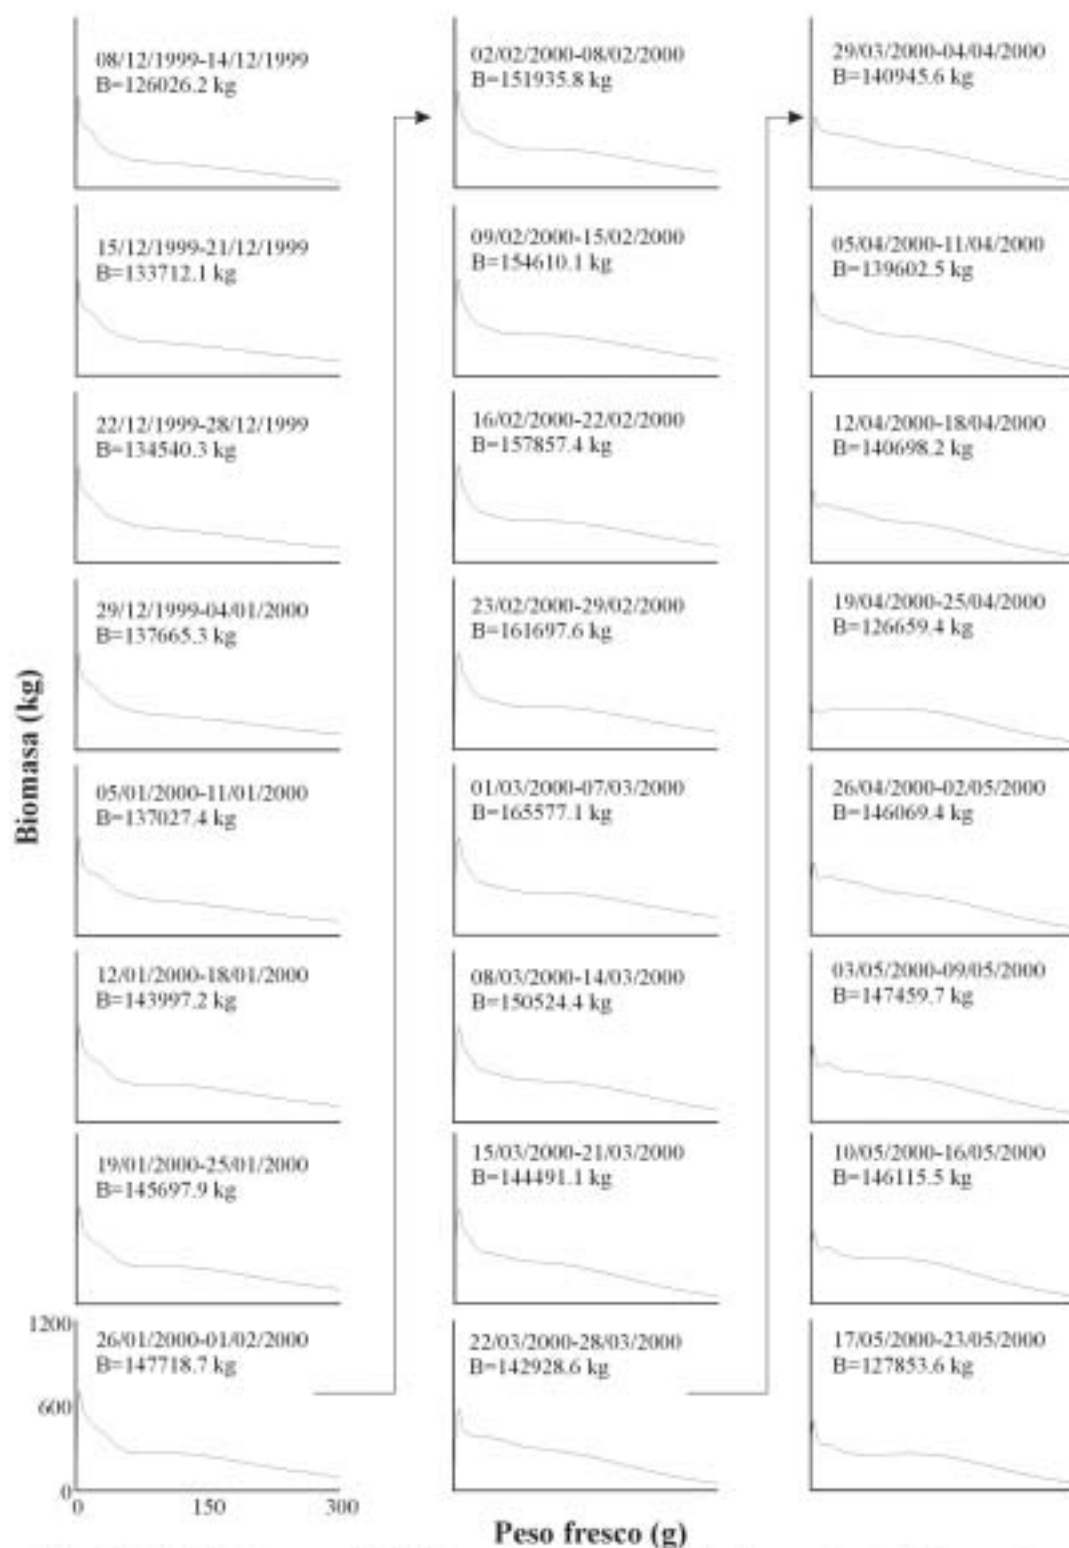 08/12/1999-14/12/1999
B=126026.2 kg
15/12/1999-21/12/1999
B=133712.1 kg
22/12/1999-28/12/1999
B=134540.3 kg
29/12/1999-04/01/2000
B=137665.3 kg
05/01/2000-11/01/2000
B=137027.4 kg
12/01/2000-18/01/2000
B=143997.2 kg
19/01/2000-25/01/2000
B=145697.9 kg
26/01/2000-01/02/2000
B=147718.7 kg
02/02/2000-08/02/2000
B=151935.8 kg
09/02/2000-15/02/2000
B=154610.1 kg
16/02/2000-22/02/2000
B=157857.4 kg
23/02/2000-29/02/2000
B=161697.6 kg
01/03/2000-07/03/2000
B=165577.1 kg
08/03/2000-14/03/2000
B=150524.4 kg
15/03/2000-21/03/2000
B=144491.1 kg
22/03/2000-28/03/2000
B=142928.6 kg
29/03/2000-04/04/2000
B=140945.6 kg
05/04/2000-11/04/2000
B=139602.5 kg
12/04/2000-18/04/2000
B=140698.2 kg
19/04/2000-25/04/2000
B=126659.4 kg
26/04/2000-02/05/2000
B=146069.4 kg
03/05/2000-09/05/2000
B=147459.7 kg
10/05/2000-16/05/2000
B=146115.5 kg
17/05/2000-23/05/2000
B=127853.6 kg
Biomasa (kg)
1200
600
0
0 150 300
Peso fresco (g)